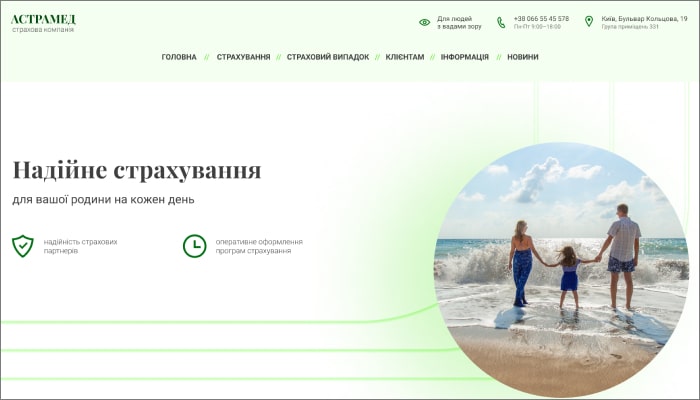 АСТРАМЕД
страхова компанія
Для людей
з вадами зору
+38 066 55 45 578
Пн-Пт 9:00–18:00
Київ, Бульвар Кольцова, 19
Група приміщень 331
ГОЛОВНА // СТРАХУВАННЯ // СТРАХОВИЙ ВИПАДОК // КЛІЄНТАМ // ІНФОРМАЦІЯ // НОВИНИ
Надійне страхування
для вашої родини на кожен день
надійність страхових
партнерів
оперативне оформлення
програм страхування